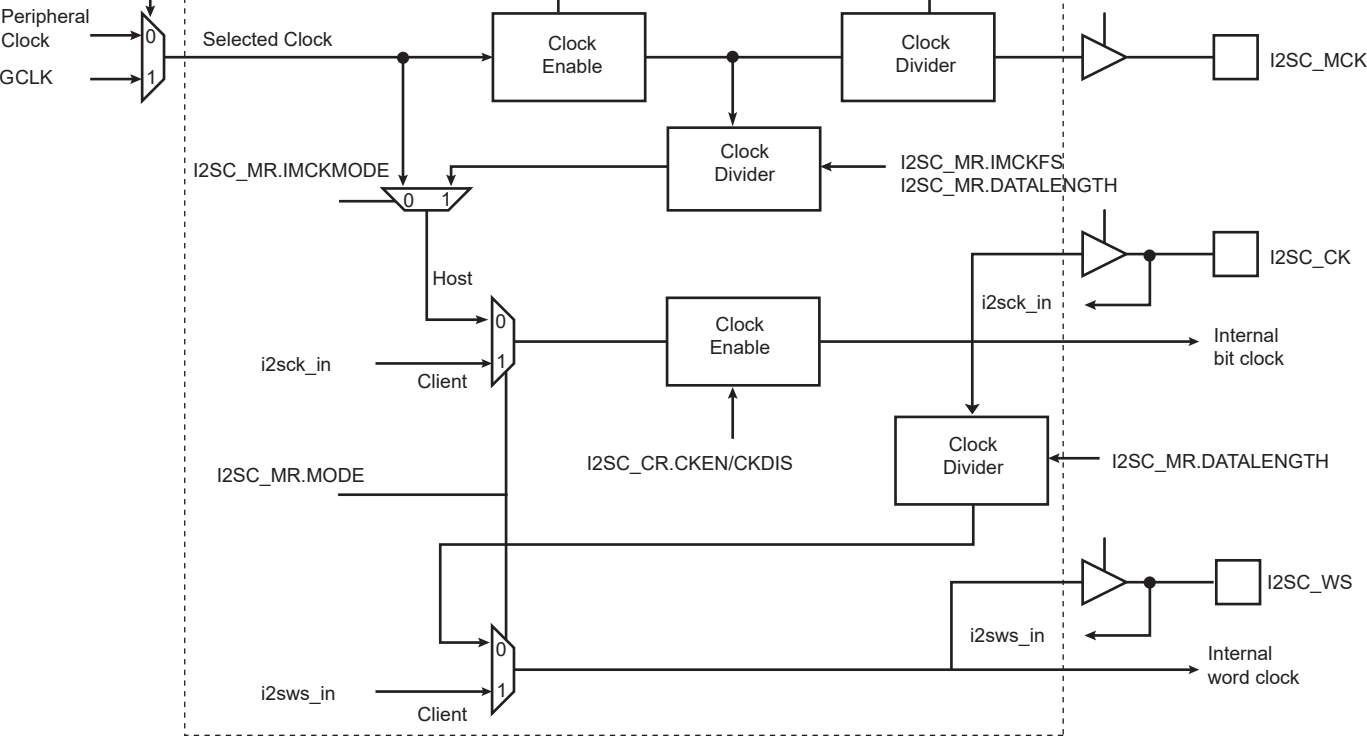 Peripheral
Clock
0
GCLK
1
Selected Clock
Clock
Enable
Clock
Divider
I2SC_MCK
I2SC_MR.IMCKMODE
0 1
Clock
Divider
I2SC_MR.IMCKFS
I2SC_MR.DATALENGTH
Host
I2SC_CK
i2sck_in
0
i2sck_in
1
Client
Clock
Enable
Internal
bit clock
I2SC_CR.CKEN/CKDIS
I2SC_MR.MODE
Clock
Divider
I2SC_MR.DATALENGTH
I2SC_WS
i2sws_in
0
i2sws_in
1
Client
Internal
word clock